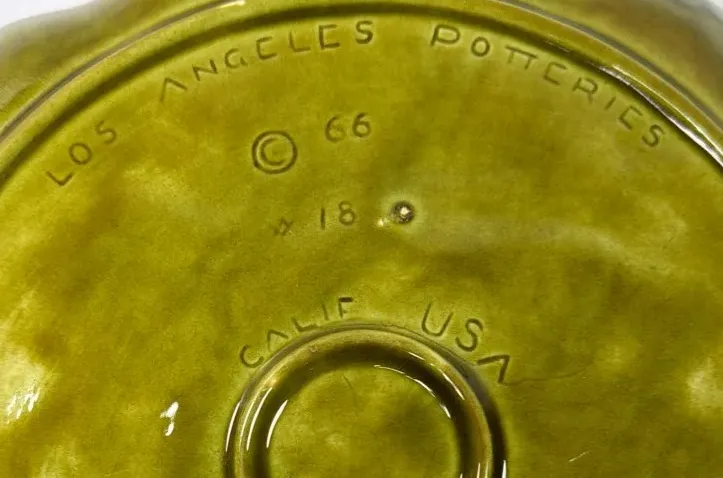 LOS ANGELES POTTERIES
© 66
18
CALIF USA